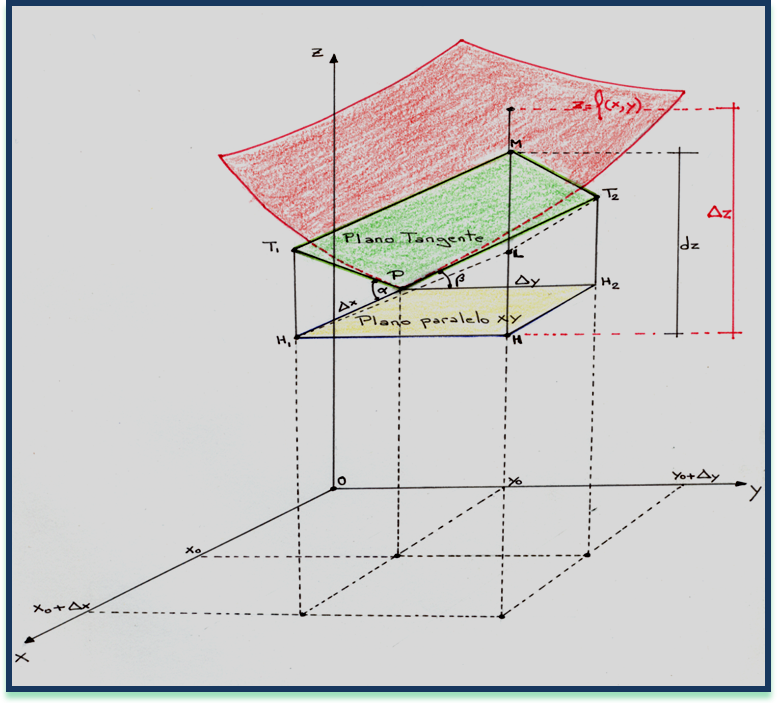 z
z=f(x,y)
M
T₁
Plano Tangente
T₂
Δz
dz
L
P
α
β
Δy
H₂
Δx
Plano paralelo xy
H₁
H
O
y₀
y₀+Δy
y
x₀
x₀+Δx
x